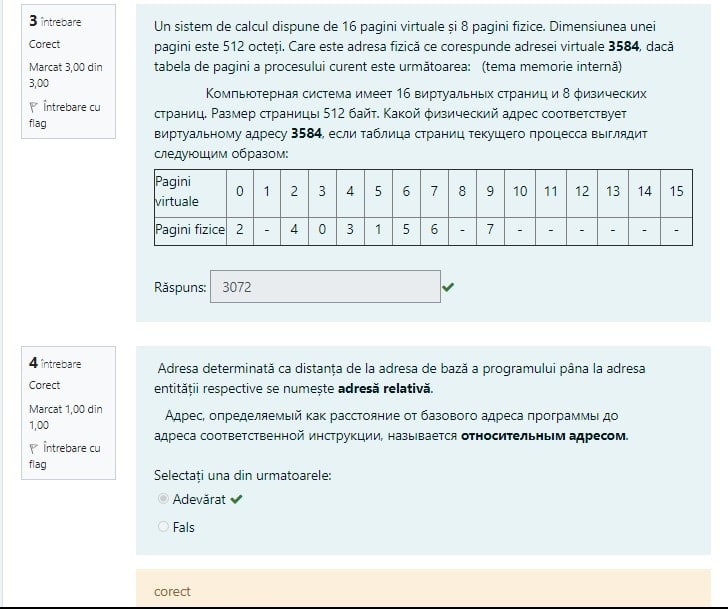 3 întrebare
Corect
Marcat 3,00 din
3,00
Întrebare cu
flag
Un sistem de calcul dispune de 16 pagini virtuale și 8 pagini fizice. Dimensiunea unei
pagini este 512 octeți. Care este adresa fizică ce corespunde adresei virtuale 3584, dacă
tabela de pagini a procesului curent este următoarea: (tema memorie internă)
Компьютерная система имеет 16 виртуальных страниц и 8 физических
страниц. Размер страницы 512 байт. Какой физический адрес соответствует
виртуальному адресу 3584, если таблица страниц текущего процесса выглядит
следующим образом:
Pagini
virtuale 0 1 2 3 4 5 6 7 8 9 10 11 12 13 14 15
Pagini fizice 2 - 4 0 3 1 5 6 - 7 - - - - - -
Răspuns: 3072
4 întrebare
Corect
Marcat 1,00 din
1,00
Întrebare cu
flag
Adresa determinată ca distanța de la adresa de bază a programului pâna la adresa
entității respective se numește adresă relativă.
Адрес, определяемый как расстояние от базового адреса программы до
адреса соответственной инструкции, называется относительным адресом.
Selectați una din urmatoarele:
Adevărat
Fals
corect